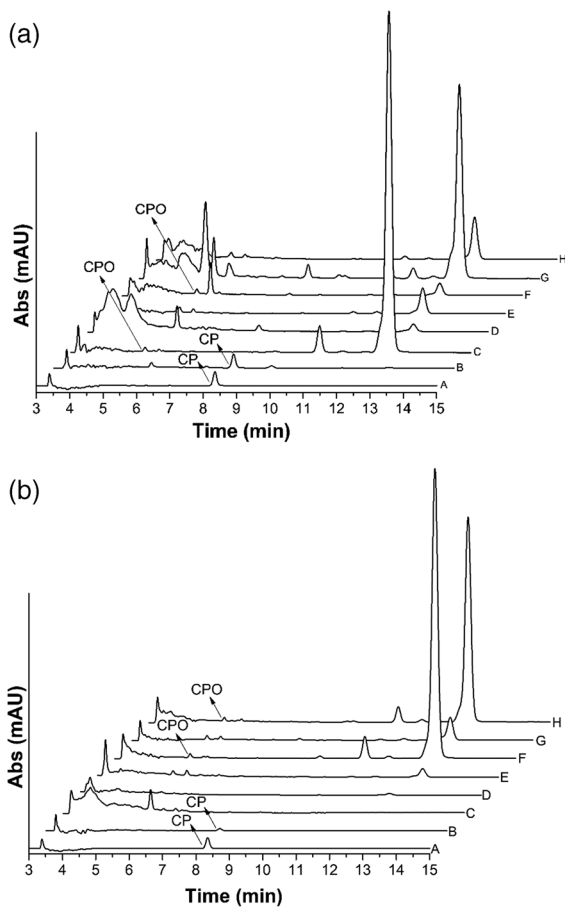 (a)
Abs (mAU)
CPO
CPO
CP
CP
H
G
F
E
D
C
B
A
3 4 5 6 7 8 9 10 11 12 13 14 15
Time (min)
(b)
Abs (mAU)
CPO
CPO
CP
CP
H
G
F
E
D
C
B
A
3 4 5 6 7 8 9 10 11 12 13 14 15
Time (min)